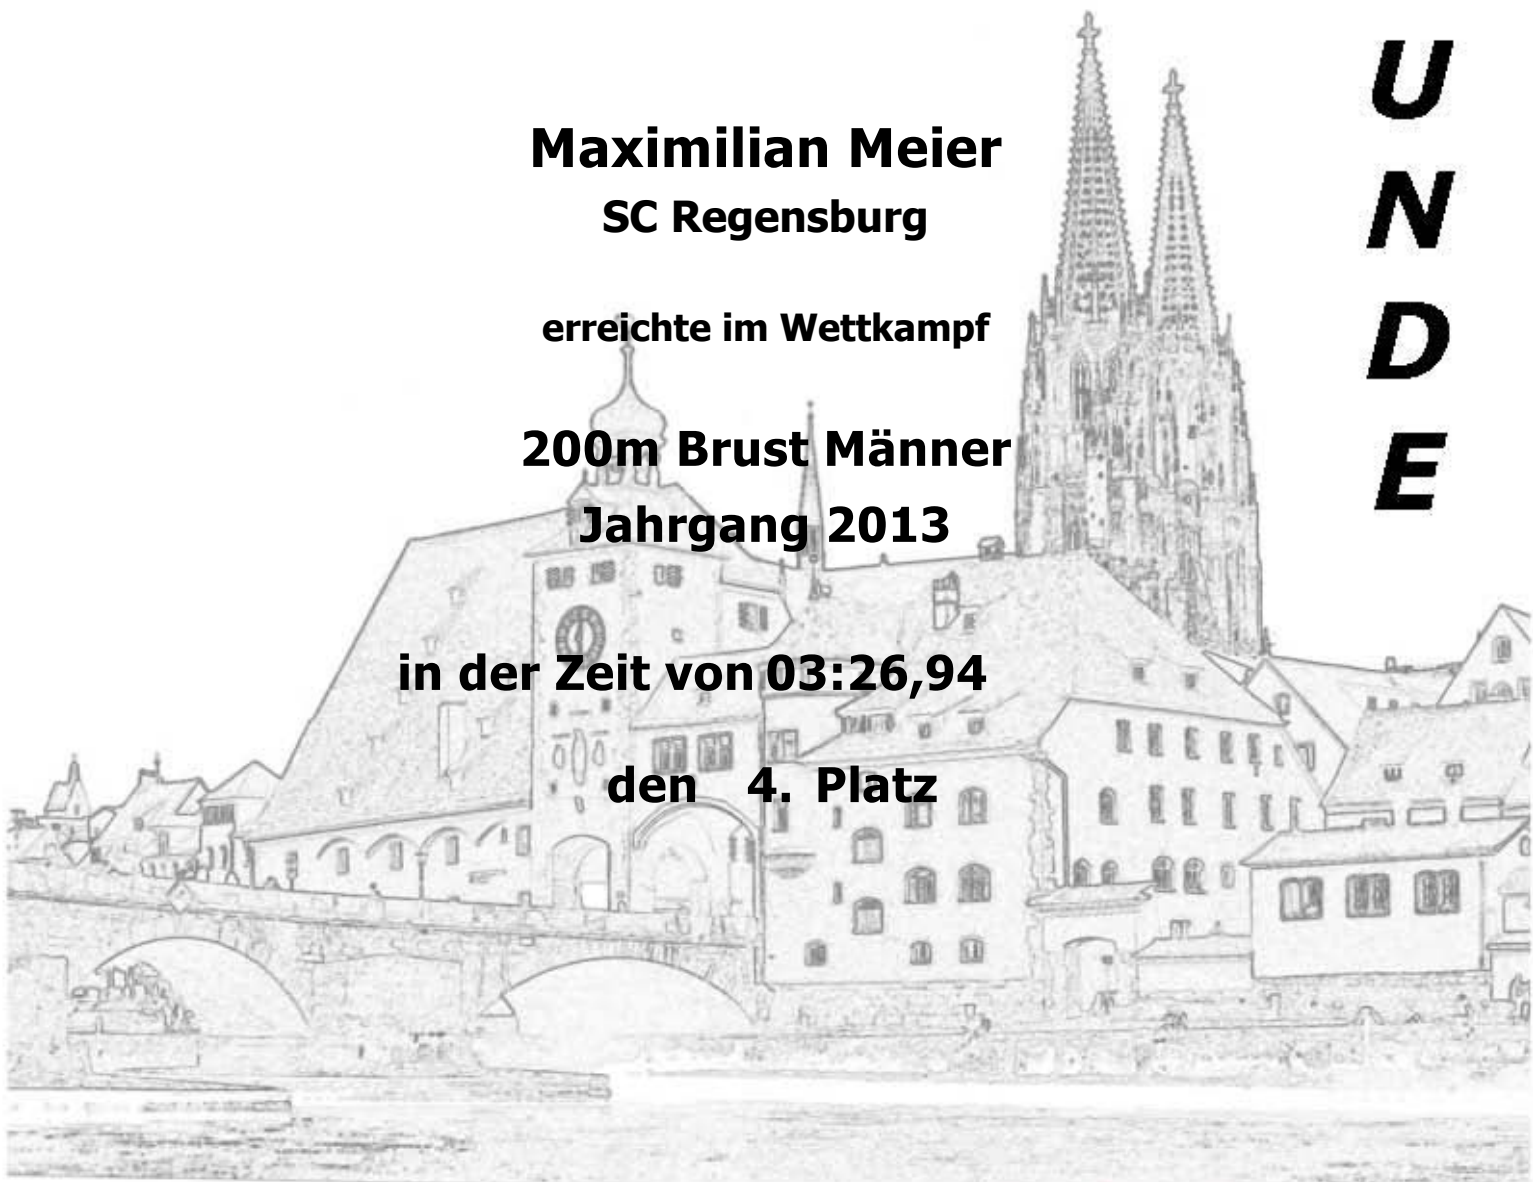 Maximilian Meier
SC Regensburg
erreichte im Wettkampf
200m Brust Männer
Jahrgang 2013
in der Zeit von 03:26,94
den 4. Platz
U
N
D
E